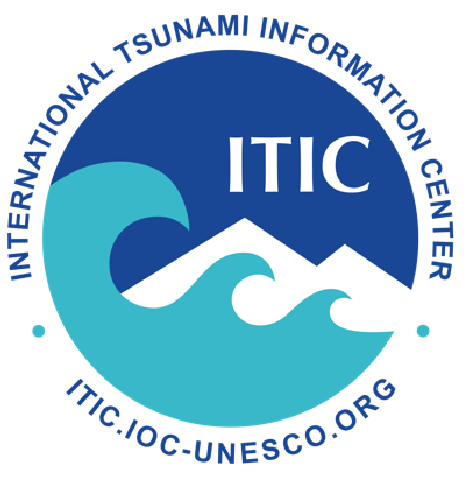 INTERNATIONAL TSUNAMI INFORMATION CENTER
ITIC
ITIC.IOC-UNESCO.ORG